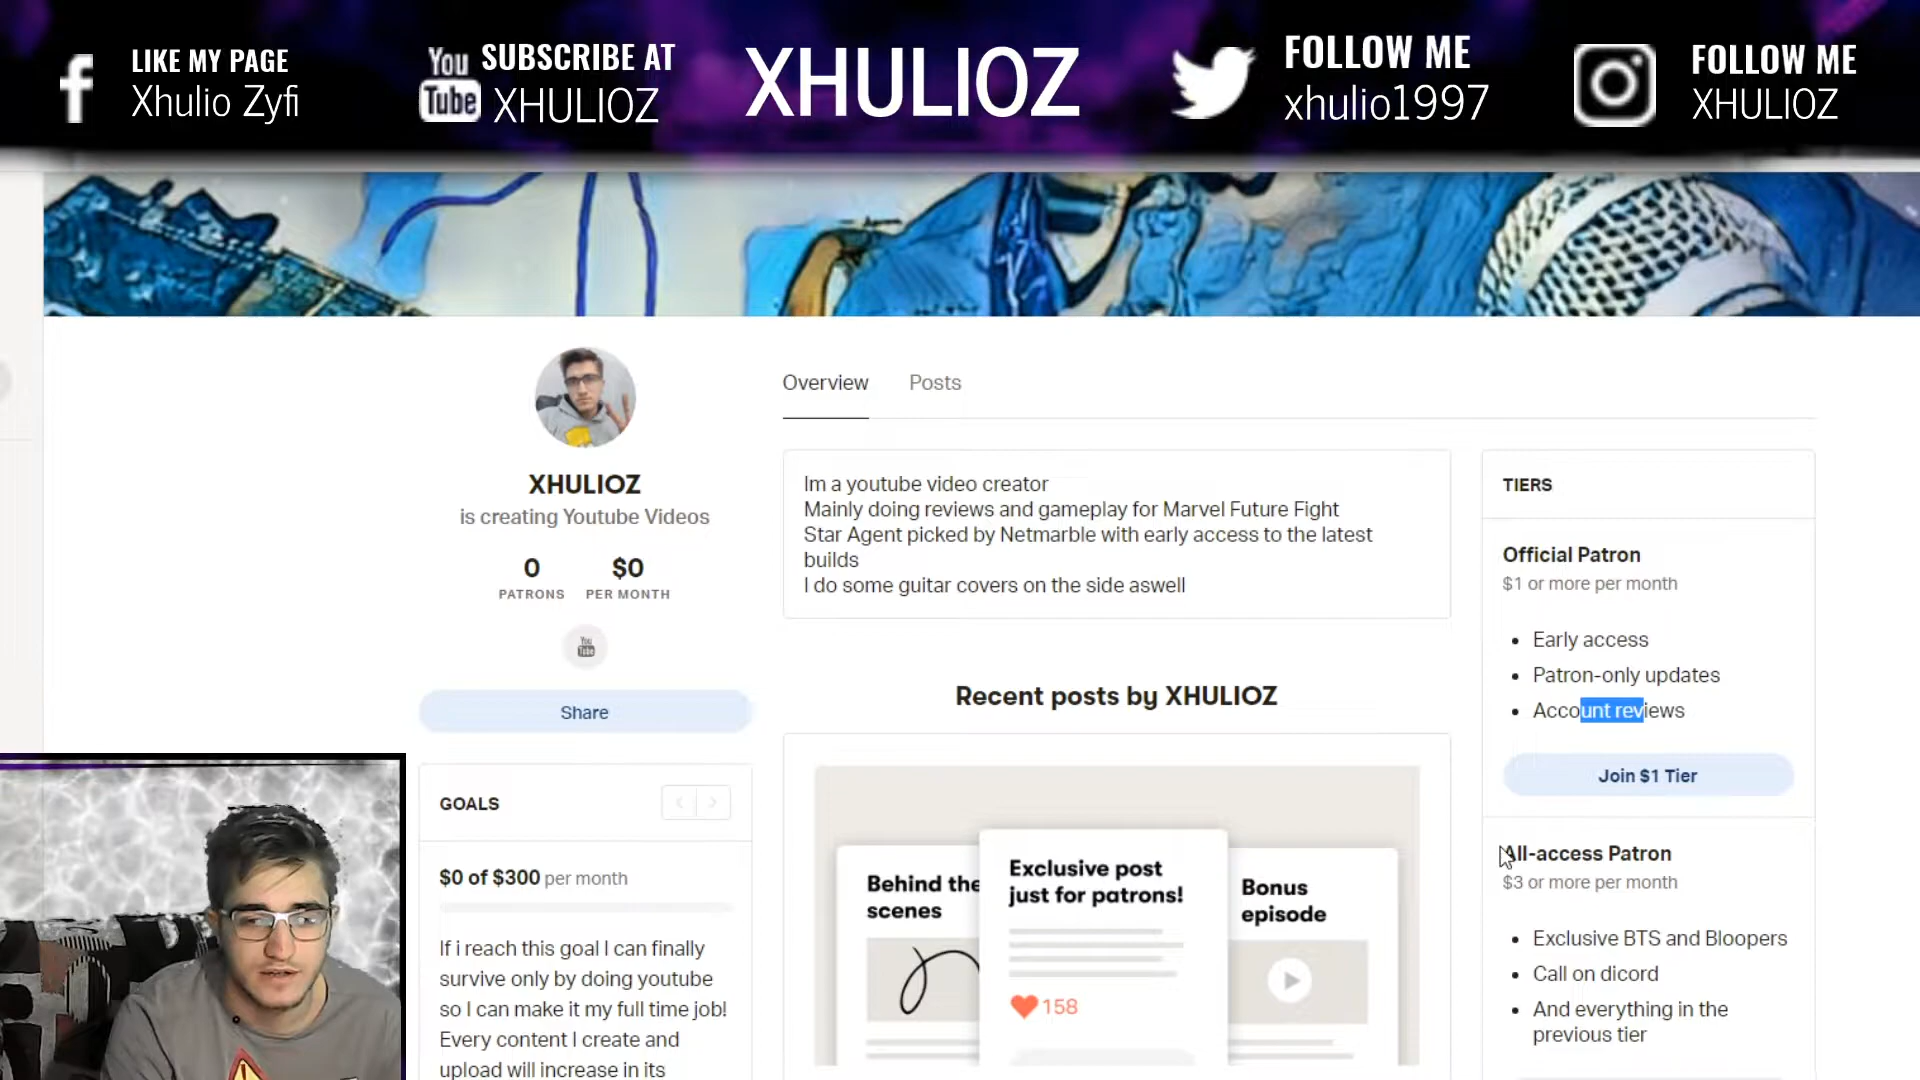 LIKE MY PAGE
Xhulio Zyfi
You
Tube
SUBSCRIBE AT
XHULIOZ
XHULIOZ
FOLLOW ME
xhulio1997
FOLLOW ME
XHULIOZ
XHULIOZ
is creating Youtube Videos
0
PATRONS
$0
PER MONTH
You
Tube
Share
GOALS
$0 of $300 per month
If i reach this goal I can finally
survive only by doing youtube
so I can make it my full time job!
Every content I create and
upload will increase in its
Overview
Posts
Im a youtube video creator
Mainly doing reviews and gameplay for Marvel Future Fight
Star Agent picked by Netmarble with early access to the latest
builds
I do some guitar covers on the side aswell
Recent posts by XHULIOZ
Behind the
scenes
Exclusive post
just for patrons!
158
Bonus
episode
TIERS
Official Patron
$1 or more per month
Early access
Patron-only updates
Account reviews
Join $1 Tier
All-access Patron
$3 or more per month
Exclusive BTS and Bloopers
Call on dicord
And everything in the
previous tier